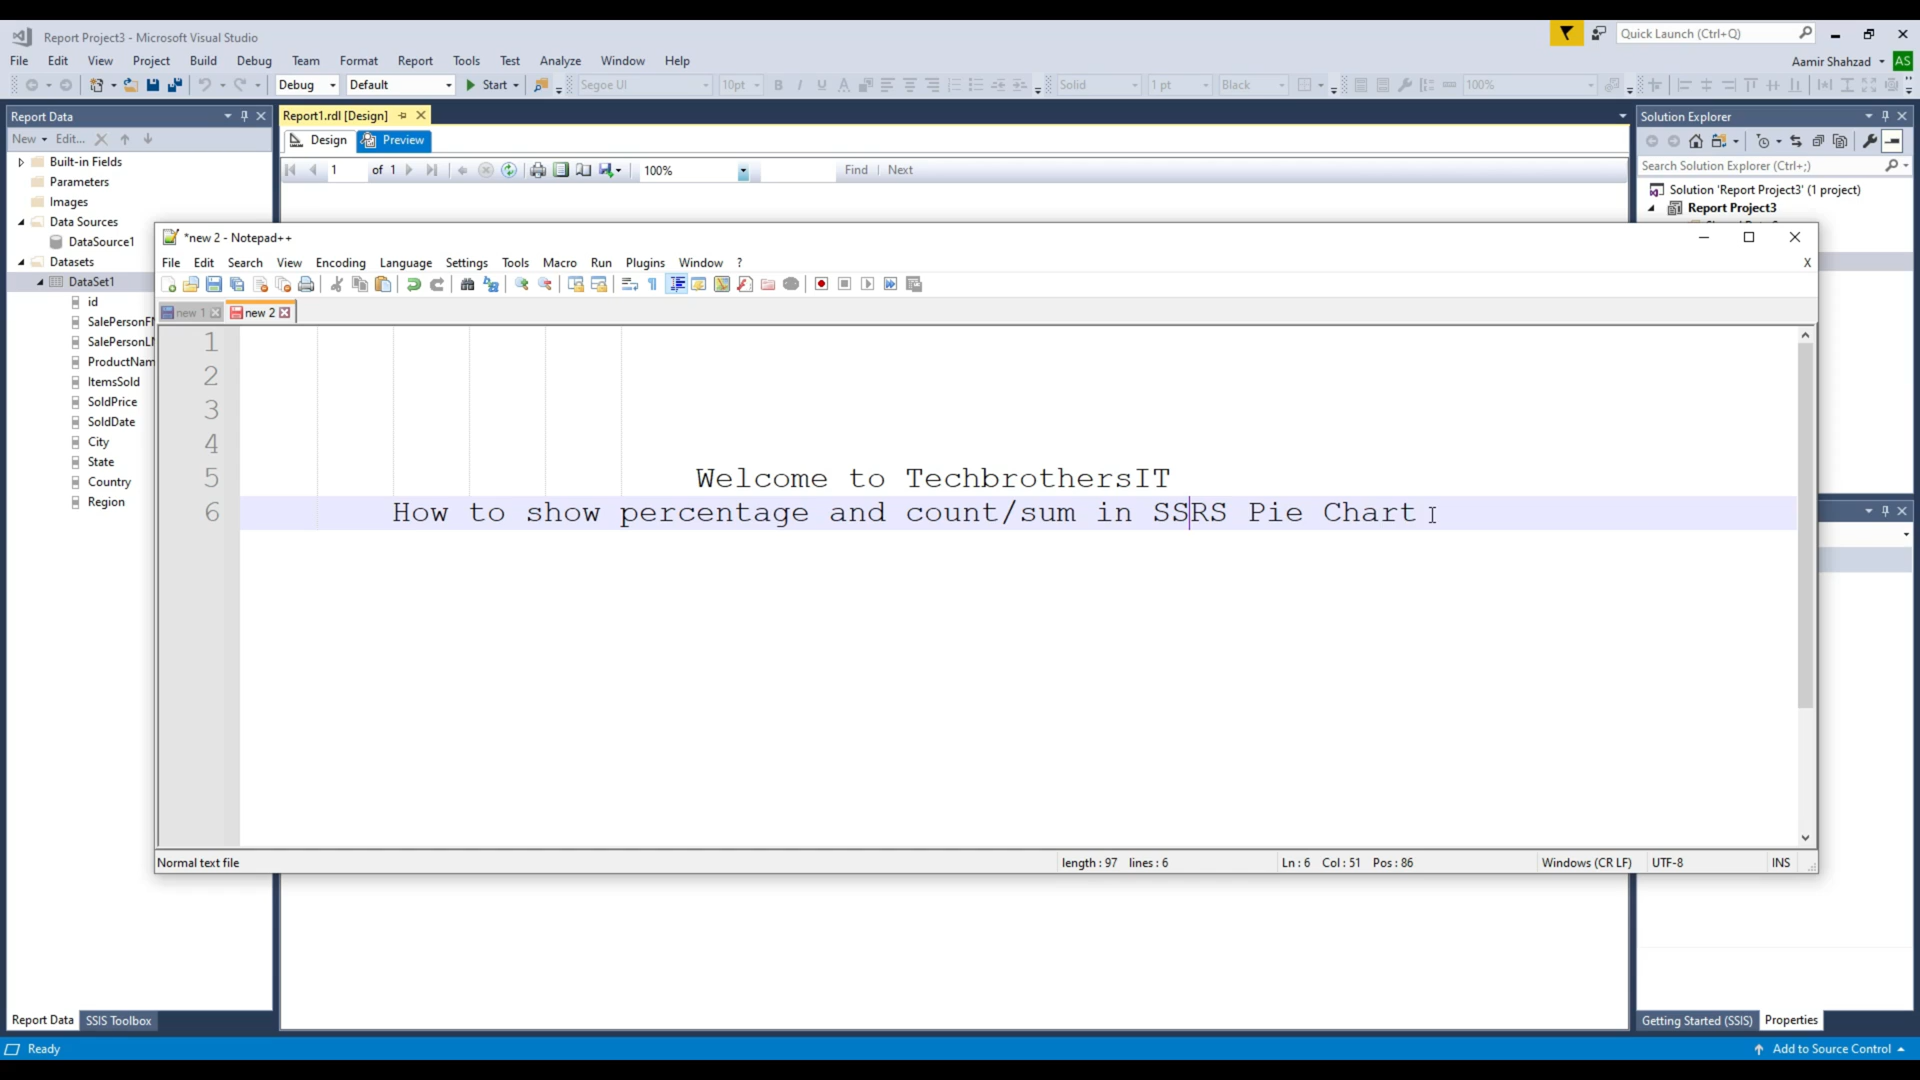 Report Project3 - Microsoft Visual Studio
Quick Launch (Ctrl+Q)
File Edit View Project Build Debug Team Format Report Tools Test Analyze Window Help
Aamir Shahzad AS
Debug Default Start Segoe UI 10pt B I U A Solid 1 pt Black 100%
Report Data
Report1.rdl [Design]
Solution Explorer
New Edit...
Design Preview
Built-in Fields
1 of 1 100% Find | Next
Search Solution Explorer (Ctrl+;)
Parameters
Images
Solution 'Report Project3' (1 project)
Report Project3
Data Sources
DataSource1
Datasets
DataSet1
id
SalePersonF
SalePersonL
ProductNam
ItemsSold
SoldPrice
SoldDate
City
State
Country
Region
*new 2 - Notepad++
File Edit Search View Encoding Language Settings Tools Macro Run Plugins Window ?
X
new 1 new 2
1
2
3
4
5 Welcome to TechbrothersIT
6 How to show percentage and count/sum in SSRS Pie Chart
Normal text file length : 97 lines : 6 Ln : 6 Col : 51 Pos : 86 Windows (CR LF) UTF-8 INS
Report Data SSIS Toolbox
Getting Started (SSIS) Properties
Ready
Add to Source Control